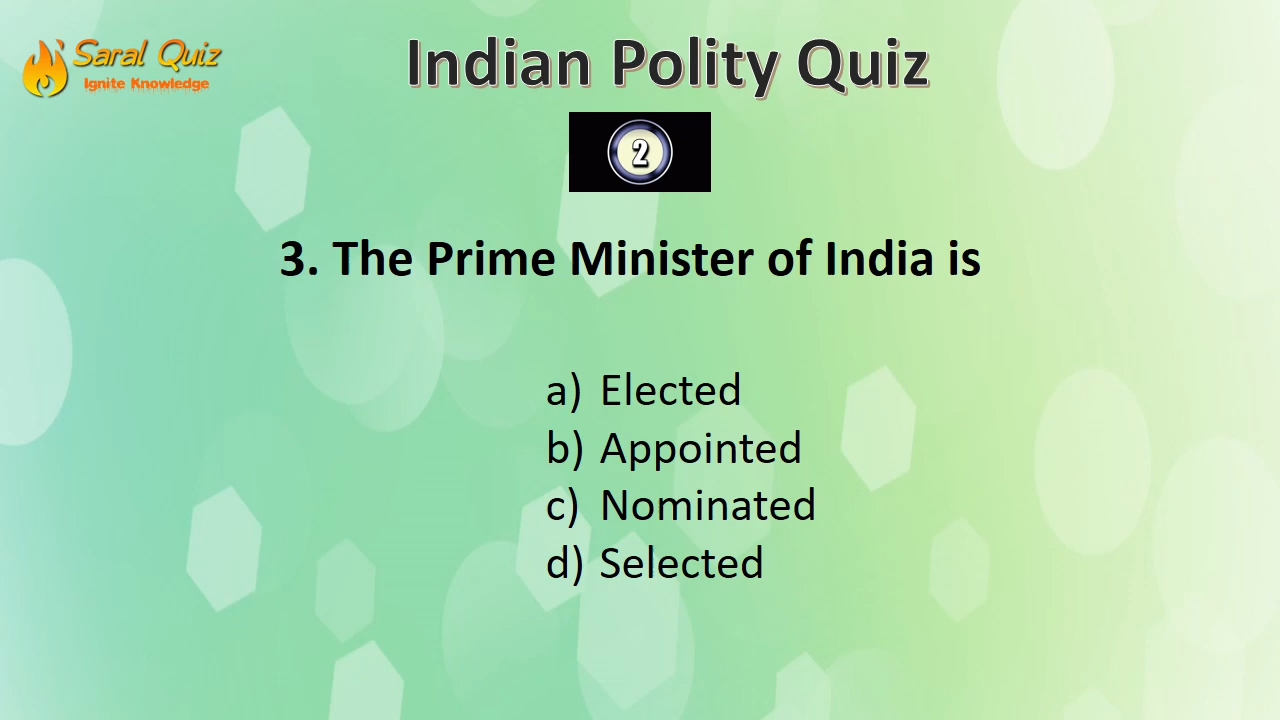 Saral Quiz
Ignite Knowledge
Indian Polity Quiz
2
3. The Prime Minister of India is
a) Elected
b) Appointed
c) Nominated
d) Selected